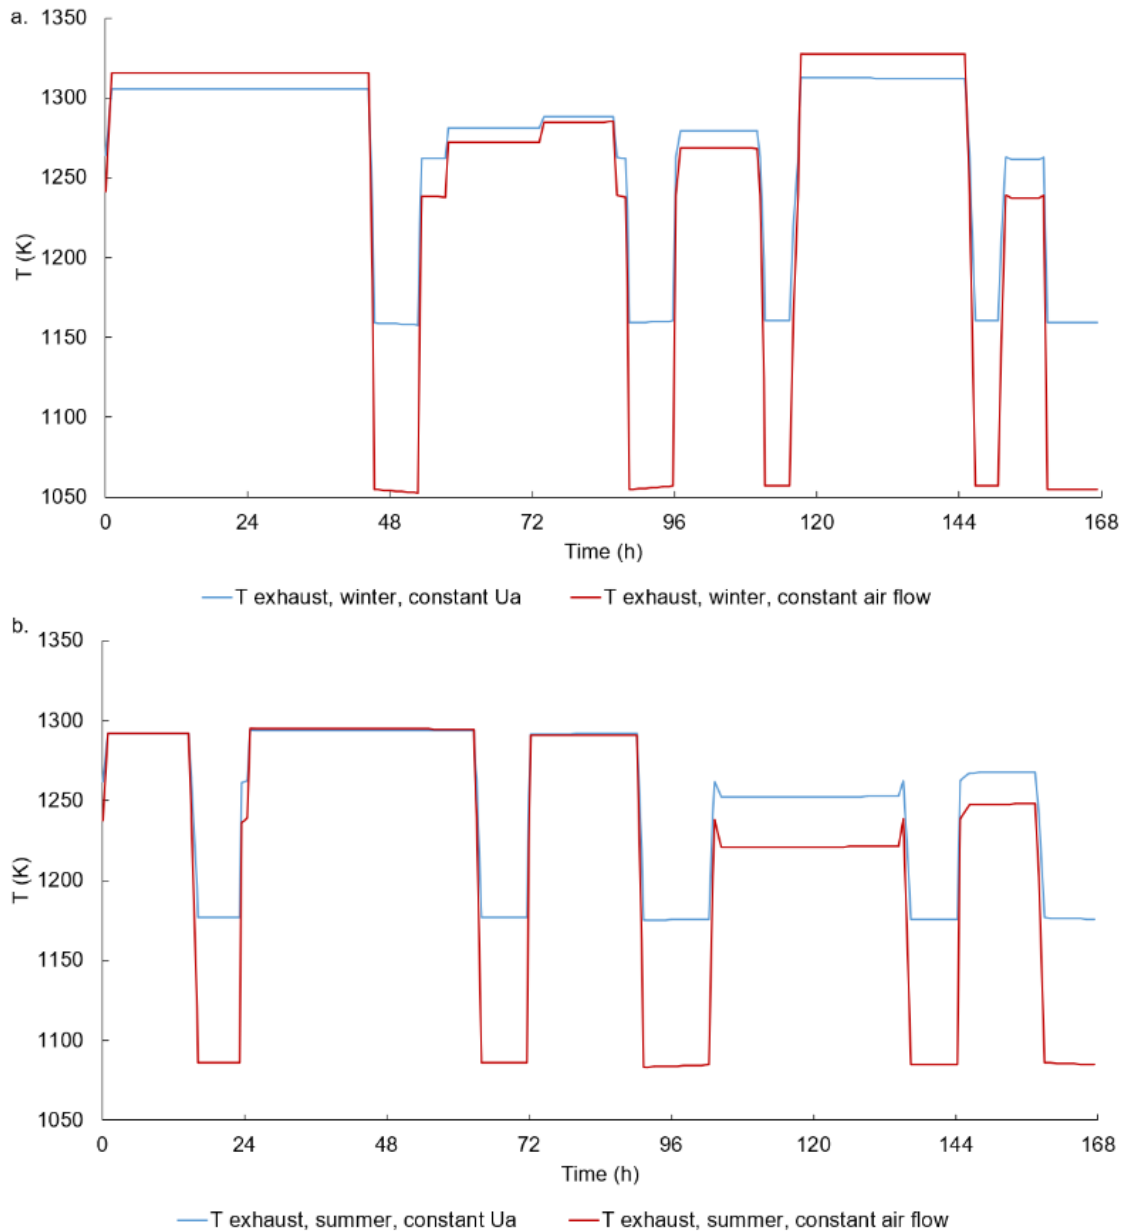 a.
1350
1300
1250
1200
1150
1100
1050
T (K)
0 24 48 72 96 120 144 168
Time (h)
T exhaust, winter, constant Ua T exhaust, winter, constant air flow
b.
1350
1300
1250
1200
1150
1100
1050
T (K)
0 24 48 72 96 120 144 168
Time (h)
T exhaust, summer, constant Ua T exhaust, summer, constant air flow